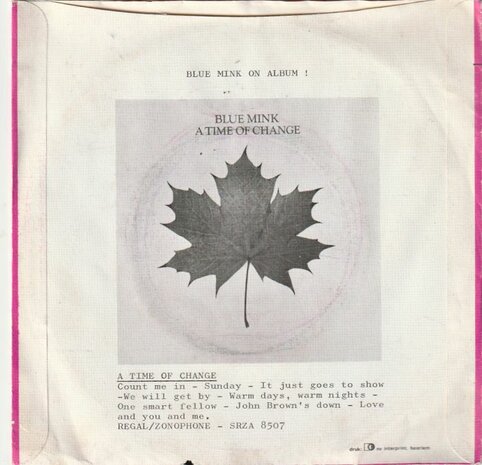 BLUE MINK ON ALBUM !
BLUE MINK
A TIME OF CHANGE
A TIME OF CHANGE
Count me in - Sunday - It just goes to show
-We will get by - Warm days, warm nights -
One smart fellow - John Brown's down - Love
and you and me.
REGAL/ZONOPHONE - SRZA 8507
druk: nv interprint, haarlem